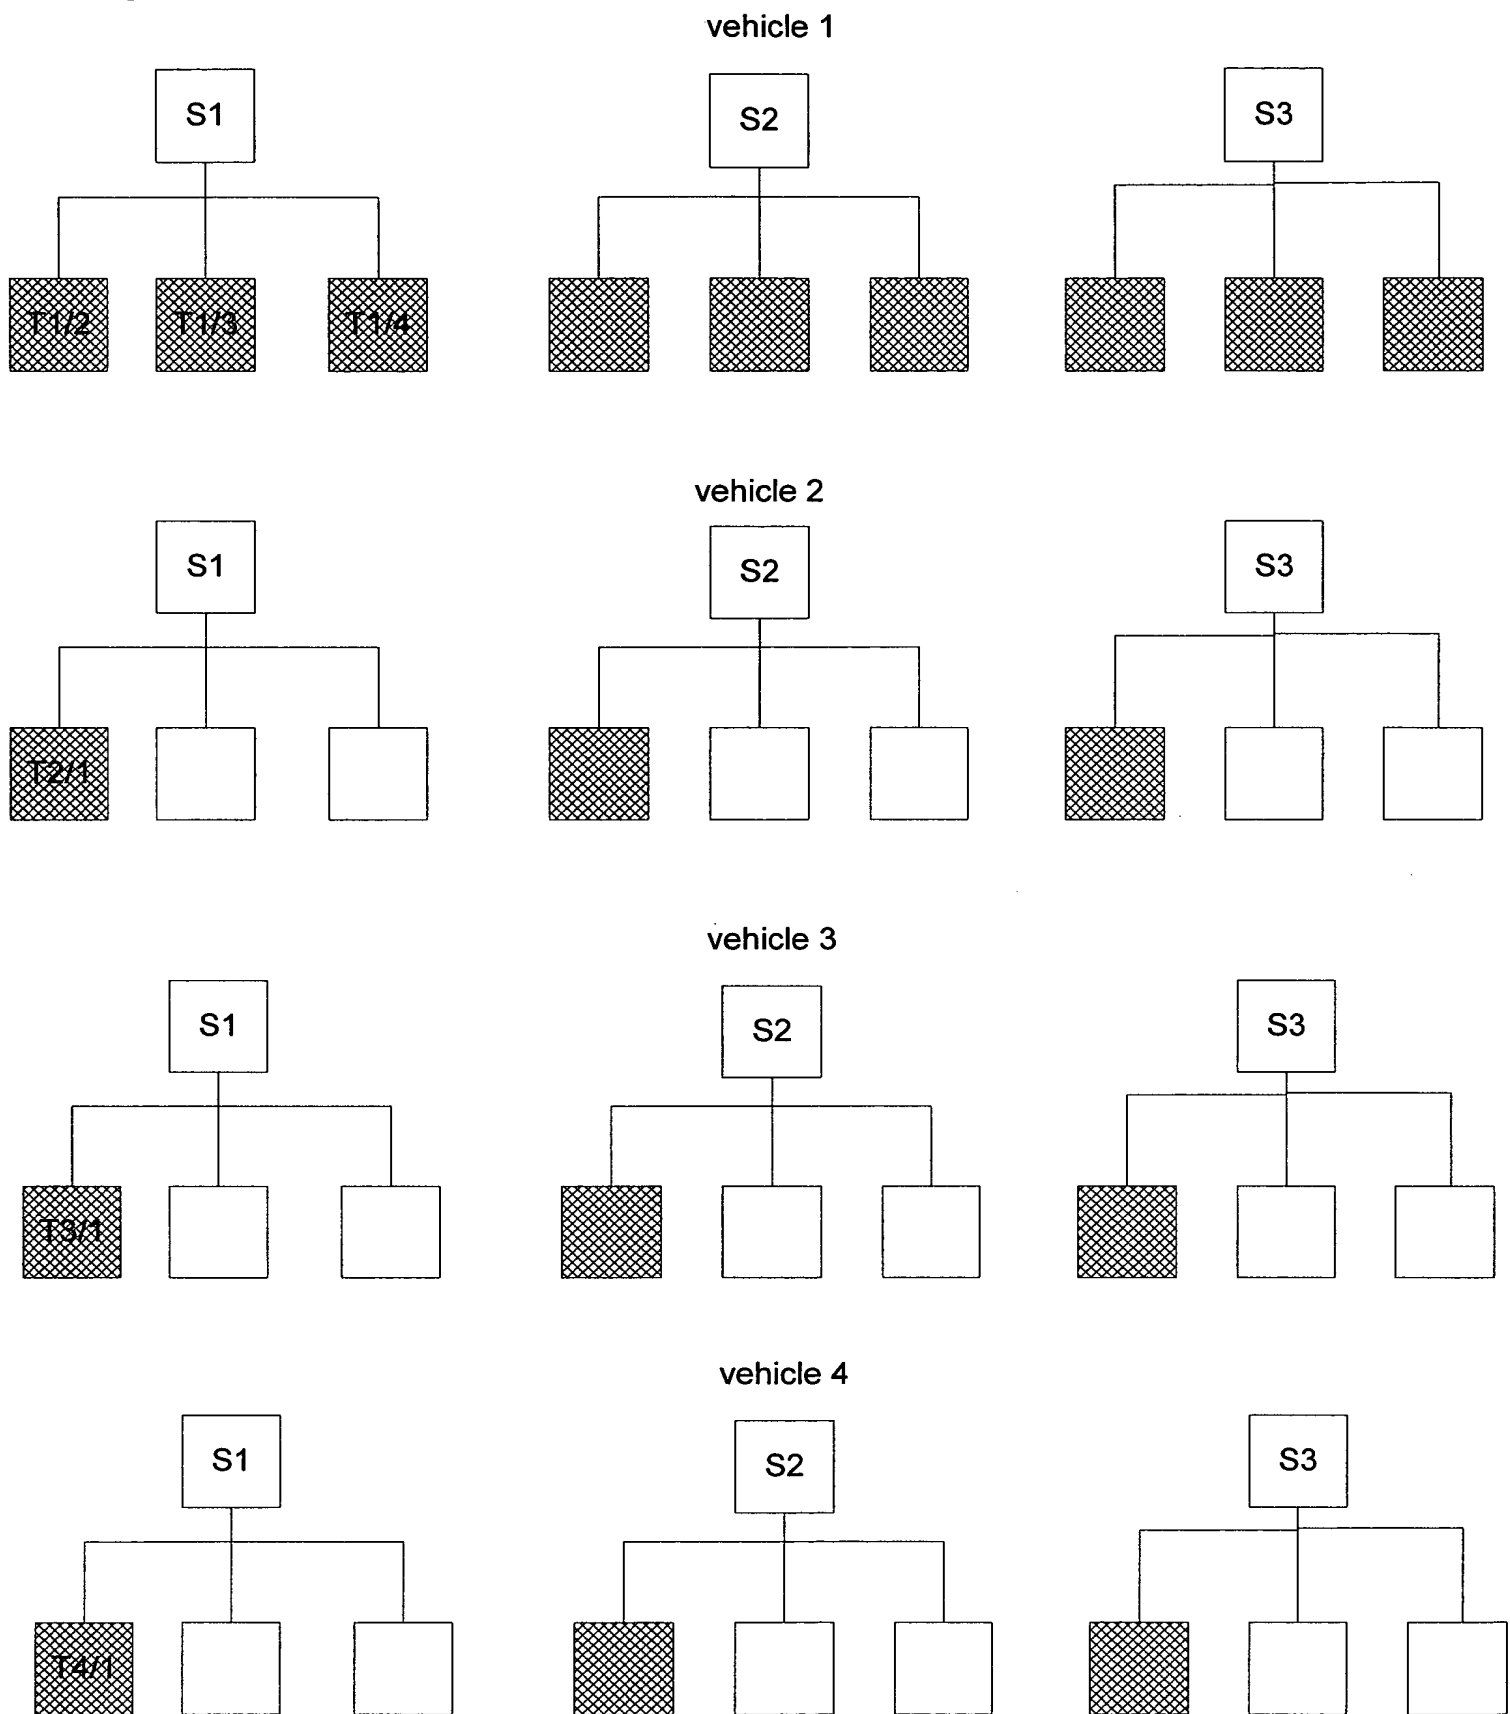 vehicle 1
S1
S2
S3
T1/2
T1/3
T1/4
vehicle 2
S1
S2
S3
T2/1
vehicle 3
S1
S2
S3
T3/1
vehicle 4
S1
S2
S3
T4/1